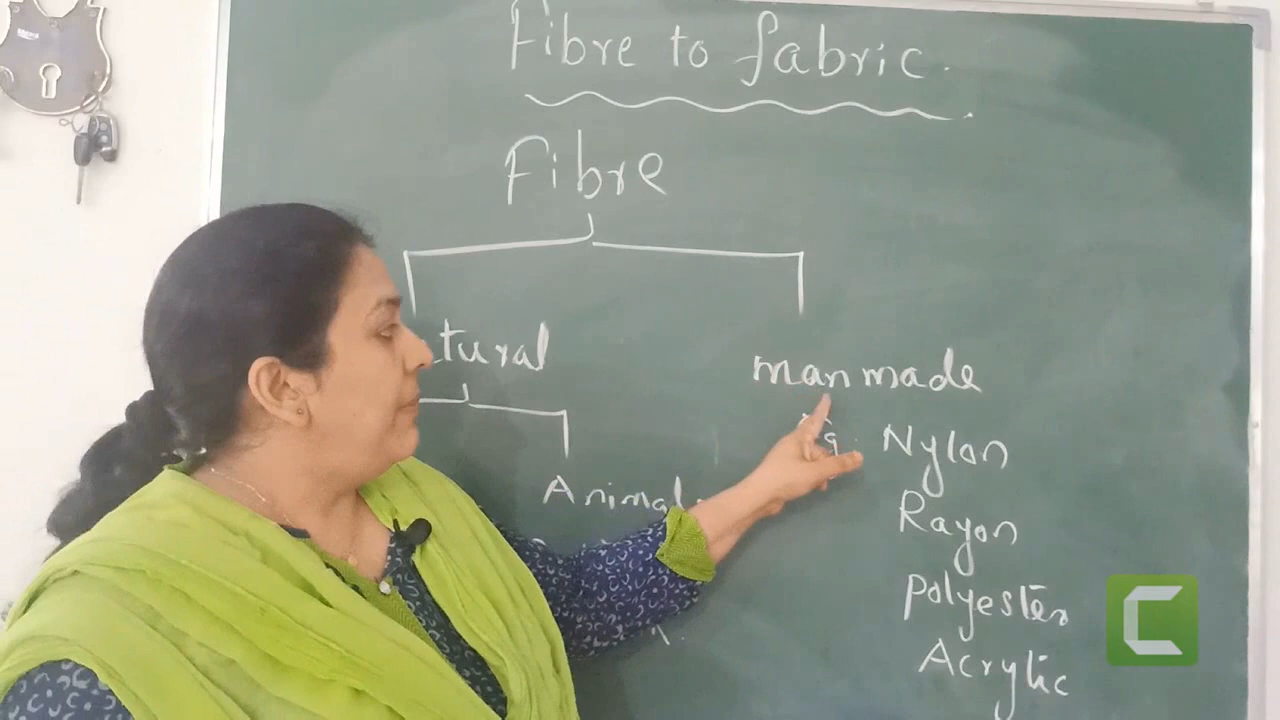 Fibre to fabric.
Fibre
tural
man made
Animal
Nylon
Rayon
Polyester
Acrylic